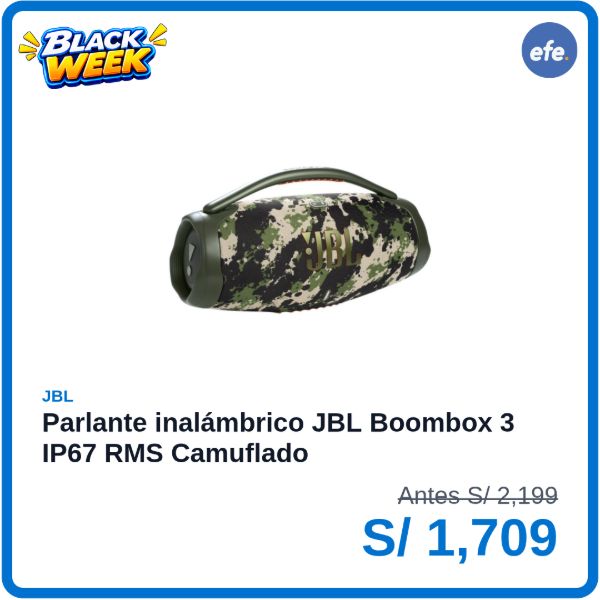 BLACK
WEEK
efe.
JBL
JBL
Parlante inalámbrico JBL Boombox 3
IP67 RMS Camuflado
Antes S/ 2,199
S/ 1,709